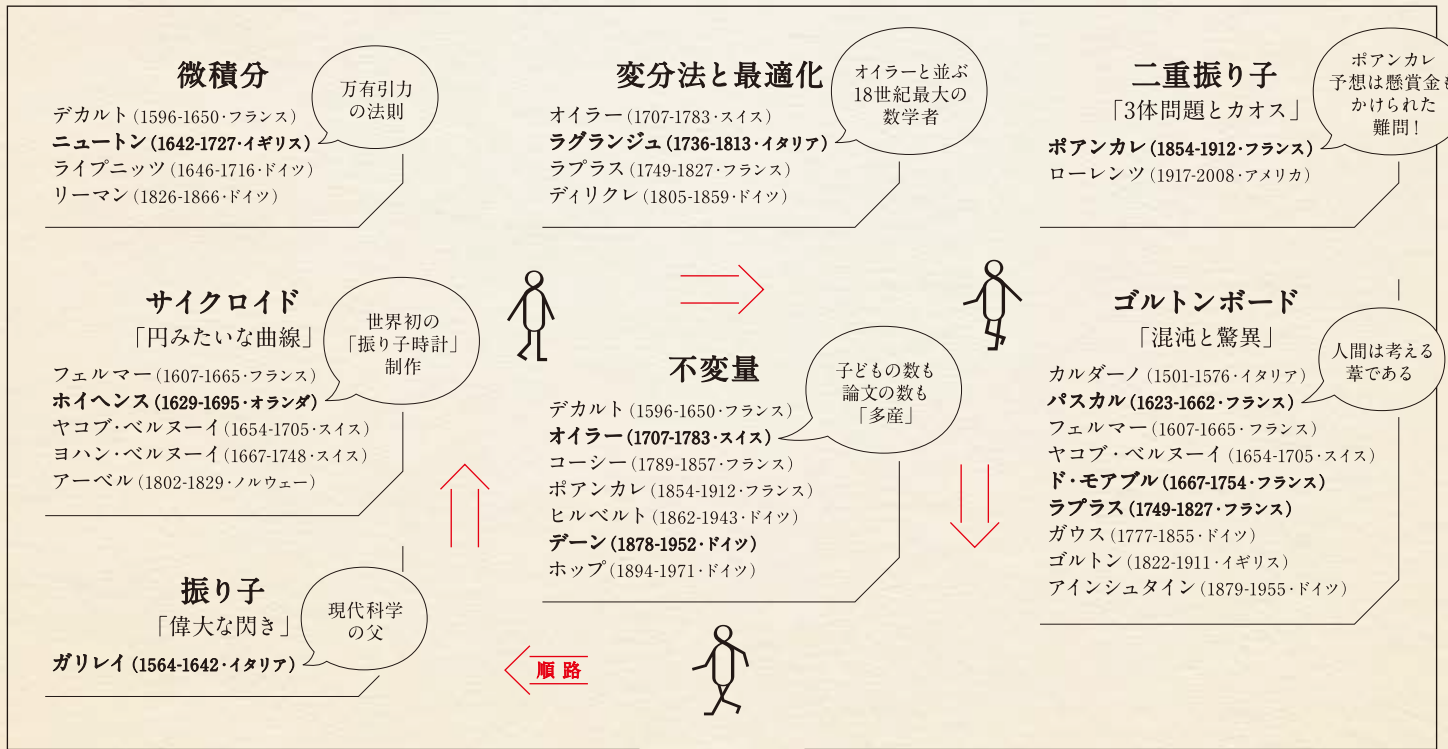 微積分
デカルト(1596-1650・フランス)
ニュートン(1642-1727・イギリス)
ライプニッツ(1646-1716・ドイツ)
リーマン(1826-1866・ドイツ)
万有引力
の法則
変分法と最適化
オイラー(1707-1783・スイス)
ラグランジュ(1736-1813・イタリア)
ラプラス(1749-1827・フランス)
ディリクレ(1805-1859・ドイツ)
オイラーと並ぶ
18世紀最大の
数学者
二重振り子
「3体問題とカオス」
ポアンカレ(1854-1912・フランス)
ローレンツ(1917-2008・アメリカ)
ポアンカレ
予想は懸賞金も
かけられた
難問!
サイクロイド
「円みたいな曲線」
フェルマー(1607-1665・フランス)
ホイヘンス(1629-1695・オランダ)
ヤコブ・ベルヌーイ(1654-1705・スイス)
ヨハン・ベルヌーイ(1667-1748・スイス)
アーベル(1802-1829・ノルウェー)
世界初の
「振り子時計」
制作
不変量
デカルト(1596-1650・フランス)
オイラー(1707-1783・スイス)
コーシー(1789-1857・フランス)
ポアンカレ(1854-1912・フランス)
ヒルベルト(1862-1943・ドイツ)
デーン(1878-1952・ドイツ)
ホップ(1894-1971・ドイツ)
子どもの数も
論文の数も
「多産」
ゴルトンボード
「混沌と驚異」
カルダーノ(1501-1576・イタリア)
パスカル(1623-1662・フランス)
フェルマー(1607-1665・フランス)
ヤコブ・ベルヌーイ(1654-1705・スイス)
ド・モアブル(1667-1754・フランス)
ラプラス(1749-1827・フランス)
ガウス(1777-1855・ドイツ)
ゴルトン(1822-1911・イギリス)
アインシュタイン(1879-1955・ドイツ)
人間は考える
葦である
振り子
「偉大な閃き」
ガリレイ(1564-1642・イタリア)
現代科学
の父
順路